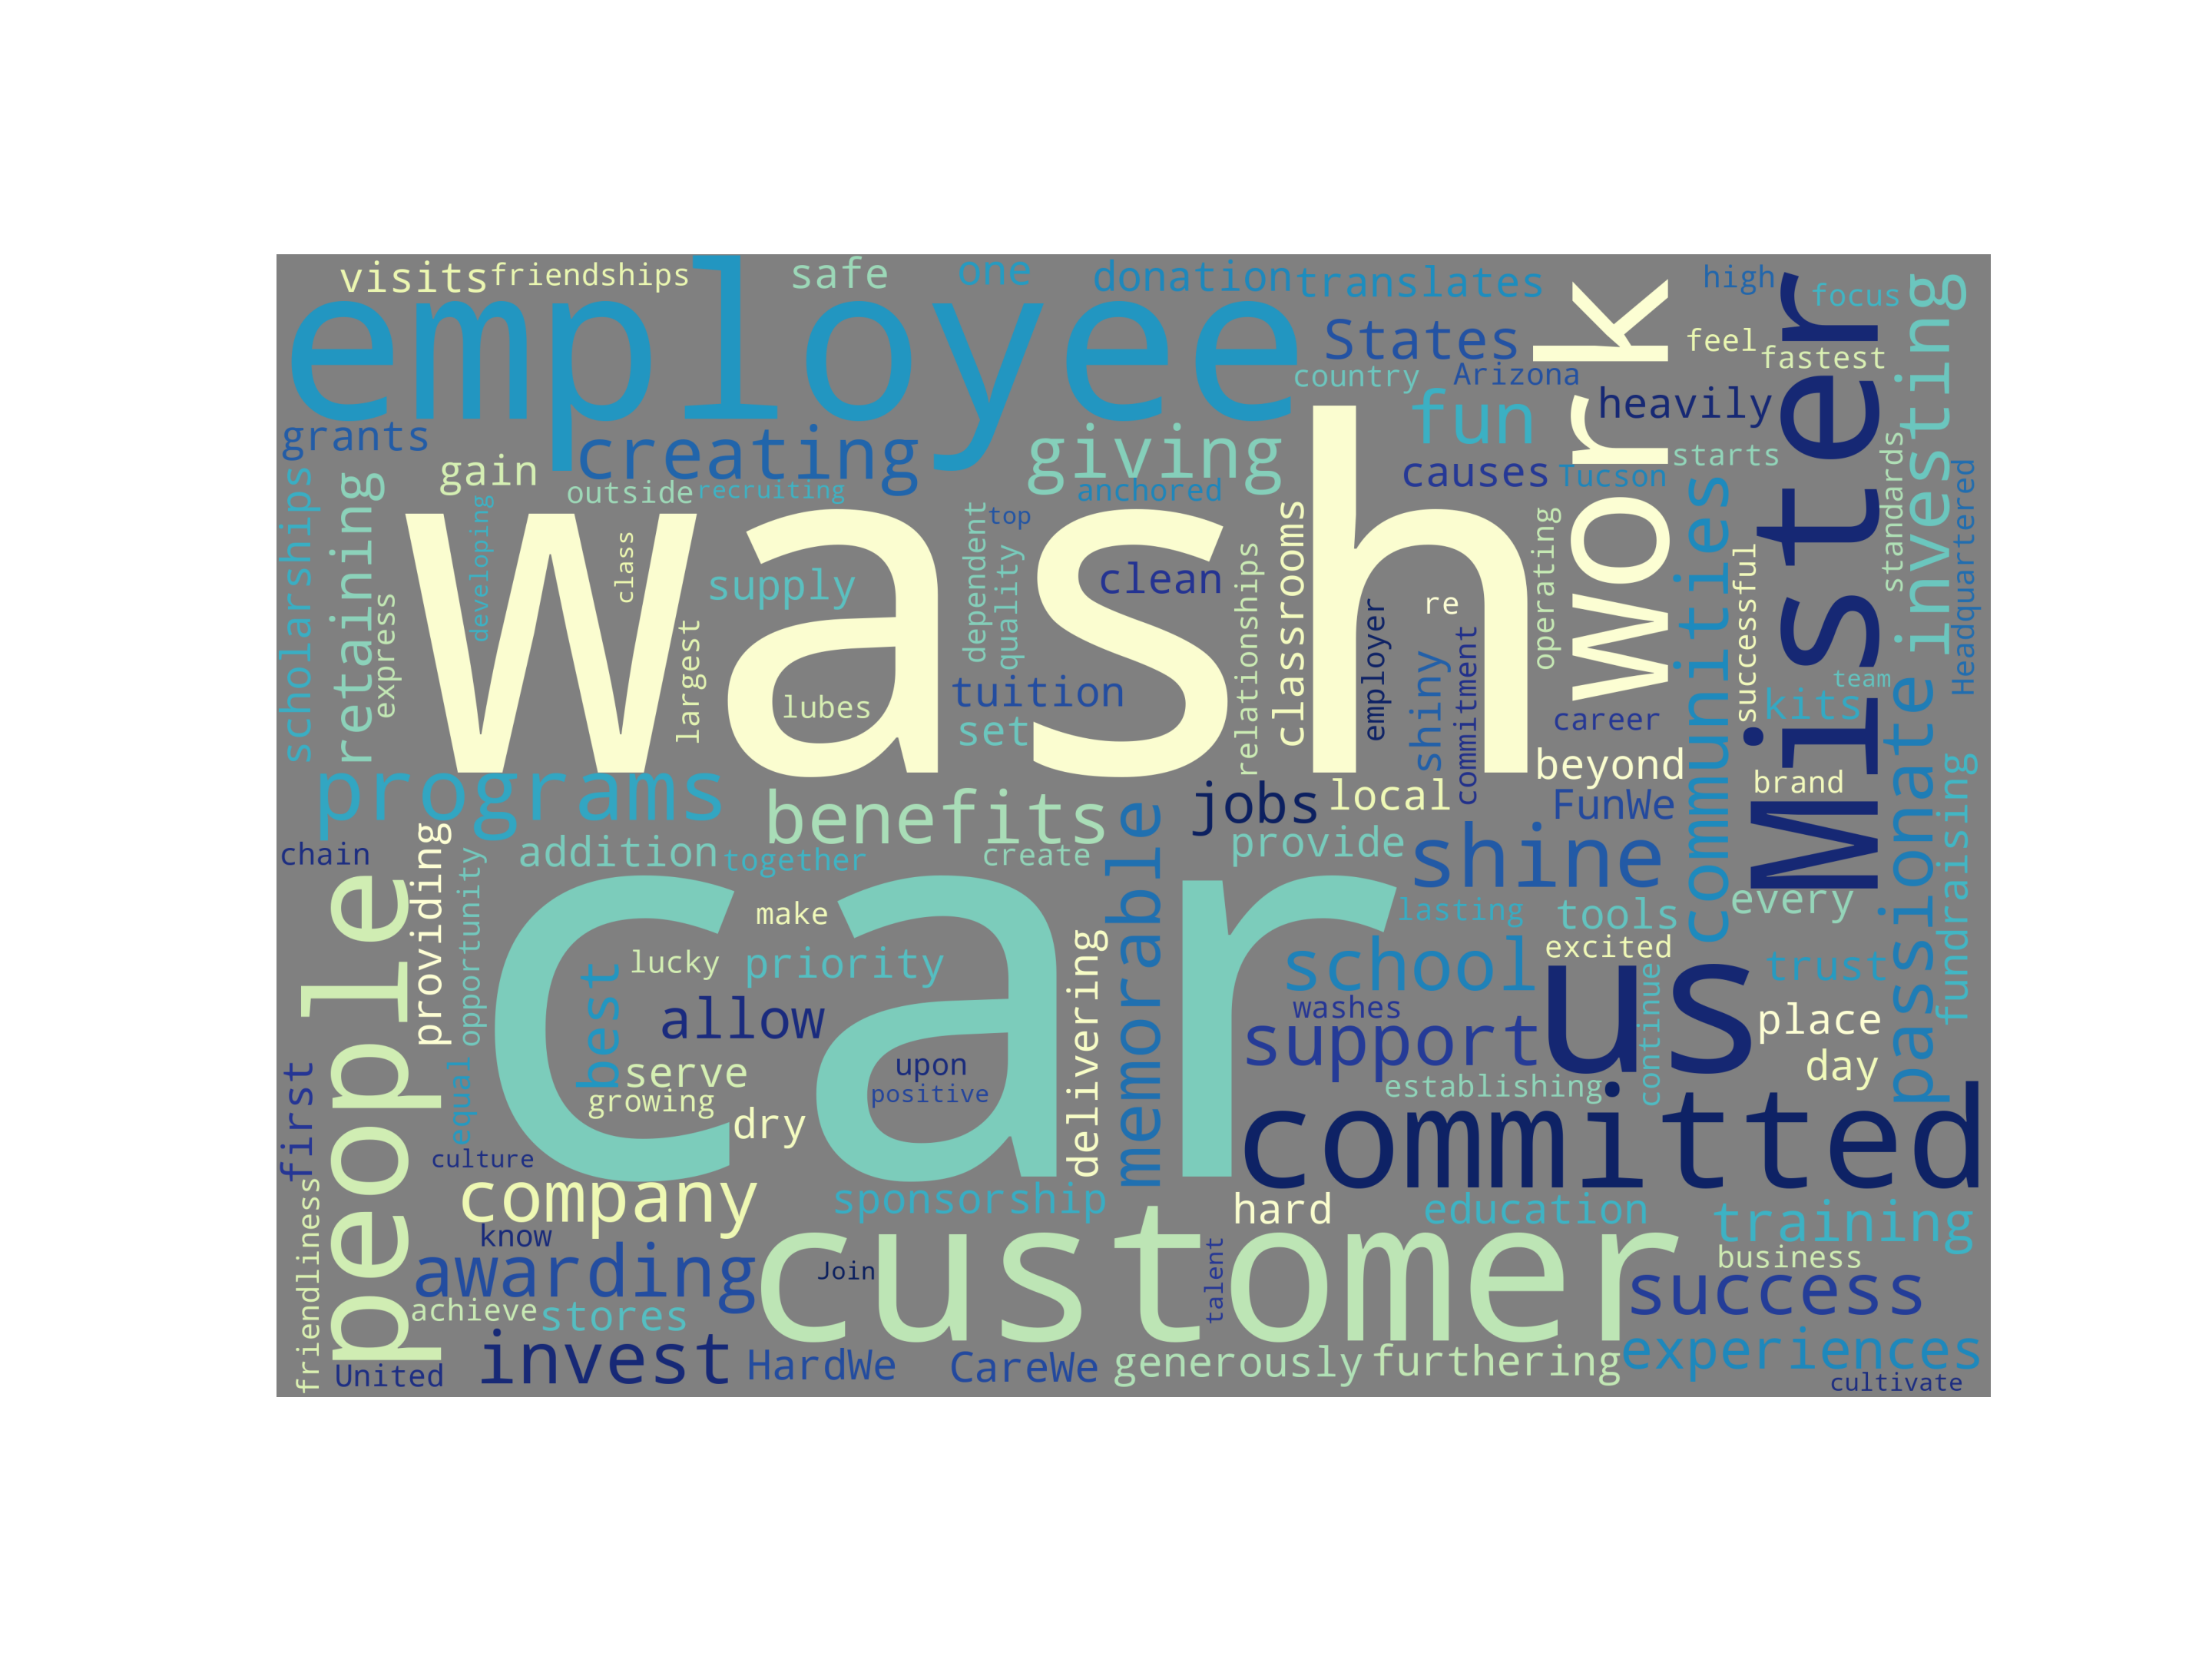 visits
friendships
safe
one
donation
translates
high
focus
employee
States
feel
fastest
country
Arizona
work
Mister
investing
grants
creating
giving
fun
heavily
gain
outside
recruiting
anchored
causes
Tucson
starts
standards
Headquartered
scholarships
retaining
express
developing
wash
class
largest
supply
lubes
dependent
top
quality
clean
tuition
set
relationships
classrooms
employer
re
shiny
commitment
operating
communities
successful
team
kits
career
beyond
brand
passionate
fundraising
programs
benefits
jobs
local
FunWe
memorable
shine
chain
addition
together
create
provide
every
people
providing
opportunity
car
make
lasting
tools
lucky
priority
best
delivering
school
excited
us
trust
allow
washes
support
continue
place
day
first
equal
serve
upon
positive
growing
dry
establishing
committed
culture
friendliness
company
sponsorship
hard
education
training
know
awarding
Join
customer
talent
business
achieve
stores
success
United
invest
HardWe
CareWe
generously
furthering
experiences
cultivate